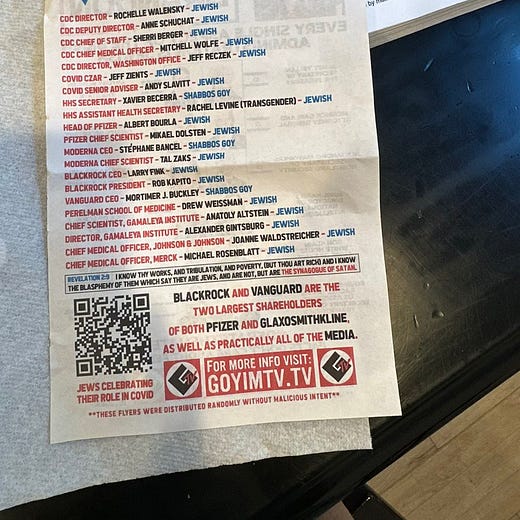 , by ma
EVERY SING
ADMI
CDC DIRECTOR - ROCHELLE WALENSKY - JEWISH
CDC DEPUTY DIRECTOR - ANNE SCHUCHAT - JEWISH
CDC CHIEF OF STAFF - SHERRI BERGER - JEWISH
CDC CHIEF MEDICAL OFFICER - MITCHELL WOLFE - JEWISH
CDC DIRECTOR, WASHINGTON OFFICE - JEFF RECZEK - JEWISH
COVID CZAR - JEFF ZIENTS - JEWISH
COVID SENIOR ADVISER - ANDY SLAVITT - JEWISH
HHS SECRETARY - XAVIER BECERRA - SHABBOS GOY
HHS ASSISTANT HEALTH SECRETARY - RACHEL LEVINE (TRANSGENDER) - JEWISH
HEAD OF PFIZER - ALBERT BOURLA - JEWISH
PFIZER CHIEF SCIENTIST - MIKAEL DOLSTEN - JEWISH
MODERNA CEO - STÉPHANE BANCEL - SHABBOS GOY
MODERNA CHIEF SCIENTIST - TAL ZAKS - JEWISH
BLACKROCK CEO - LARRY FINK - JEWISH
BLACKROCK PRESIDENT - ROB KAPITO - JEWISH
VANGUARD CEO - MORTIMER J. BUCKLEY - SHABBOS GOY
PERELMAN SCHOOL OF MEDICINE - DREW WEISSMAN - JEWISH
CHIEF SCIENTIST, GAMALEYA INSTITUTE - ANATOLY ALTSTEIN - JEWISH
DIRECTOR, GAMALEYA INSTITUTE - ALEXANDER GINTSBURG - JEWISH
CHIEF MEDICAL OFFICER, JOHNSON & JOHNSON - JOANNE WALDSTREICHER - JEWISH
CHIEF MEDICAL OFFICER, MERCK - MICHAEL ROSENBLATT - JEWISH
REVELATION 2:9 I KNOW THY WORKS, AND TRIBULATION, AND POVERTY, (BUT THOU ART RICH) AND I KNOW
THE BLASPHEMY OF THEM WHICH SAY THEY ARE JEWS, AND ARE NOT, BUT ARE THE SYNAGOGUE OF SATAN.
BLACKROCK AND VANGUARD ARE THE
TWO LARGEST SHAREHOLDERS
OF BOTH PFIZER AND GLAXOSMITHKLINE,
AS WELL AS PRACTICALLY ALL OF THE MEDIA.
JEWS CELEBRATING
THEIR ROLE IN COVID
FOR MORE INFO VISIT:
GOYIMTV.TV
**THESE FLYERS WERE DISTRIBUTED RANDOMLY WITHOUT MALICIOUS INTENT**